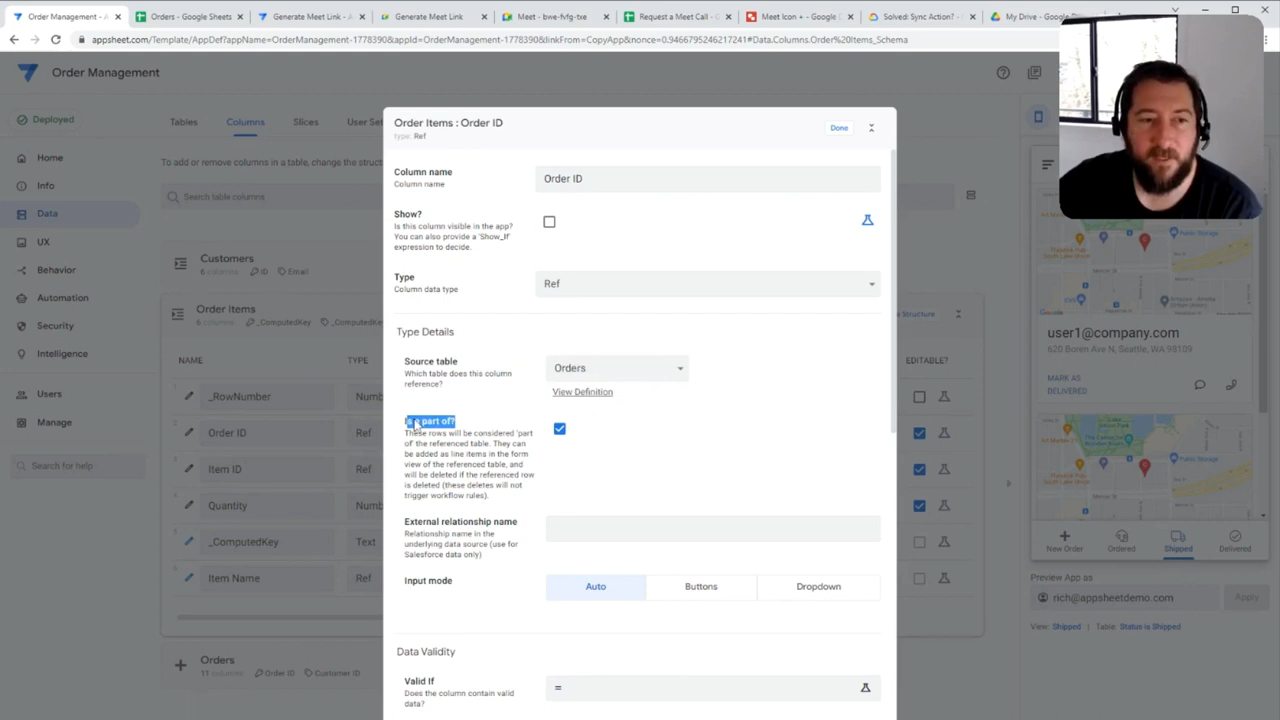 Order Management - A
Orders - Google Sheets
Generate Meet Link - A
Generate Meet Link
Meet - bwe-fvfg-txe
Request a Meet Call - G
Meet Icon + - Google D
Solved: Sync Action? - C
My Drive - Google
appsheet.com/Template/AppDef?appName=OrderManagement-1778390&appId=OrderManagement-1778390&linkFrom=CopyApp&nonce=0.9466795246217241#Data.Columns.Order%20Items_Schema
Order Management
Deployed
Home
Info
Data
UX
Behavior
Automation
Security
Intelligence
Users
Manage
Search for help
Tables
Columns
Slices
User Set
To add or remove columns in a table, change the struct
Search table columns
Customers
6 columns
ID
Email
Order Items
6 columns
_ComputedKey
_ComputedKe
Structure
NAME
TYPE
EDITABLE?
_RowNumber
Numb
Order ID
Ref
Item ID
Ref
Quantity
Numb
_ComputedKey
Text
Item Name
Ref
Orders
11 columns
Order ID
Customer ID
Order Items : Order ID
type: Ref
Done
Column name
Column name
Order ID
Show?
Is this column visible in the app?
You can also provide a 'Show_If'
expression to decide.
Type
Column data type
Ref
Type Details
Source table
Which table does this column
reference?
Orders
View Definition
Is a part of?
These rows will be considered 'part
of' the referenced table. They can
be added as line items in the form
view of the referenced table, and
will be deleted if the referenced row
is deleted (these deletes will not
trigger workflow rules).
External relationship name
Relationship name in the
underlying data source (use for
Salesforce data only)
Input mode
Auto
Buttons
Dropdown
Data Validity
Valid If
Does the column contain valid
data?
=
Public Storage
user1@company.com
620 Boren Ave N, Seattle, WA 98109
MARK AS
DELIVERED
New Order
Ordered
Shipped
Delivered
Preview App as
rich@appsheetdemo.com
Apply
View: Shipped | Table: Status is Shipped